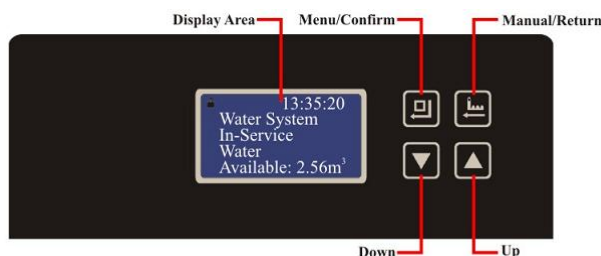 Display Area
Menu/Confirm
Manual/Return
13:35:20
Water System
In-Service
Water
Available: 2.56m³
Down
Up